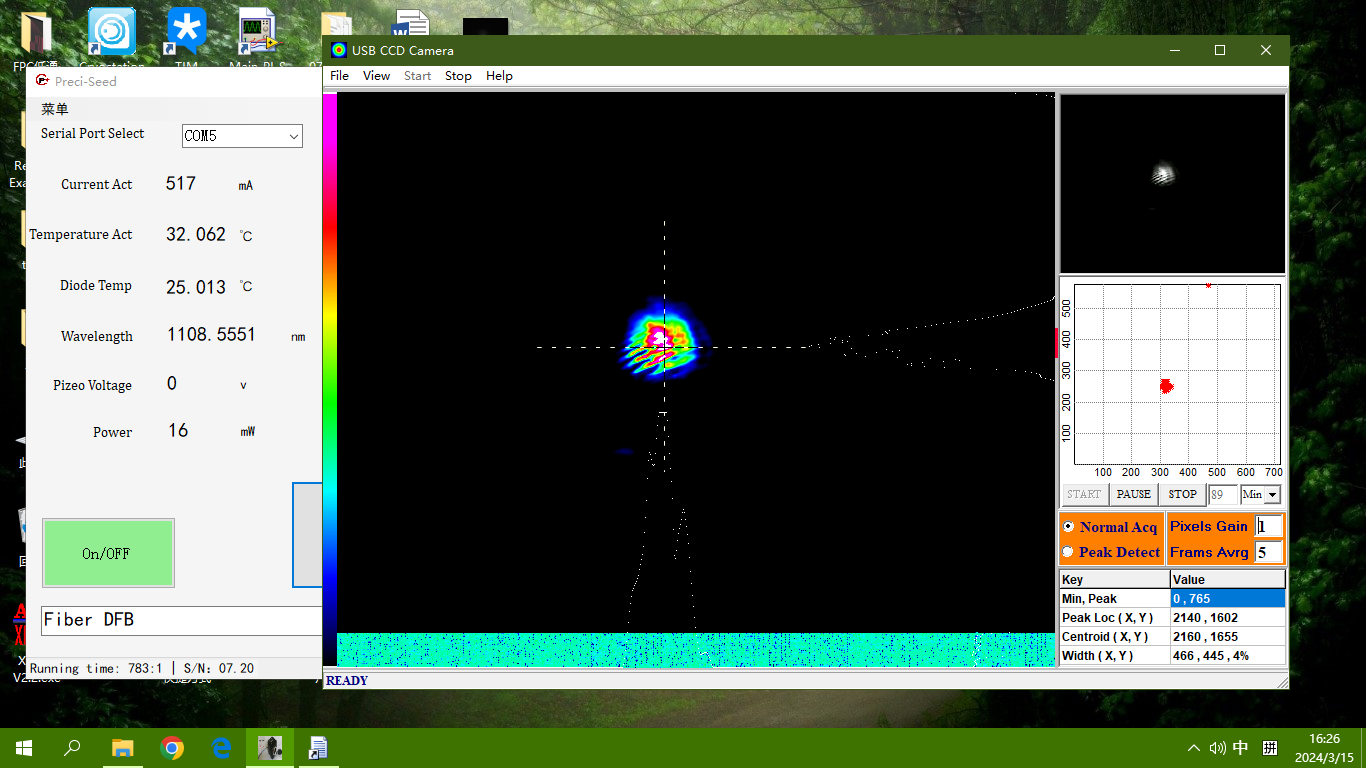 USB CCD Camera
File View Start Stop Help
Preci-Seed
菜单
Serial Port Select COM5
Current Act 517 mA
Temperature Act 32.062 ℃
Diode Temp 25.013 ℃
Wavelength 1108.5551 nm
Pizeo Voltage 0 v
Power 16 mW
On/OFF
Fiber DFB
Running time: 783:1 | S/N: 07.20
500
400
300
200
100
100 200 300 400 500 600 700
START PAUSE STOP 89 Min
Normal Acq Pixels Gain 1
Peak Detect Frams Avrg 5
Key Value
Min, Peak 0 , 765
Peak Loc ( X, Y ) 2140 , 1602
Centroid ( X, Y ) 2160 , 1655
Width ( X, Y ) 466 , 445 , 4%
READY
中 拼
16:26
2024/3/15